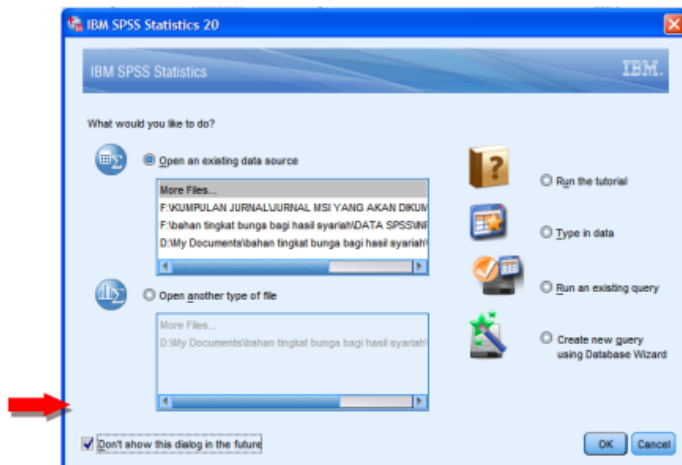 IBM SPSS Statistics 20
IBM SPSS Statistics
IBM.
What would you like to do?
Open an existing data source
More Files...
F:\KUMPULAN JURNAL\JURNAL MSI YANG AKAN DIKUM
F:\bahan tingkat bunga bagi hasil syariah\DATA SPSS\INF
D:\My Documents\bahan tingkat bunga bagi hasil syariah\
Open another type of file
More Files...
D:\My Documents\bahan tingkat bunga bagi hasil syariah\
Don't show this dialog in the future
Run the tutorial
Type in data
Run an existing query
Create new query
using Database Wizard
OK
Cancel